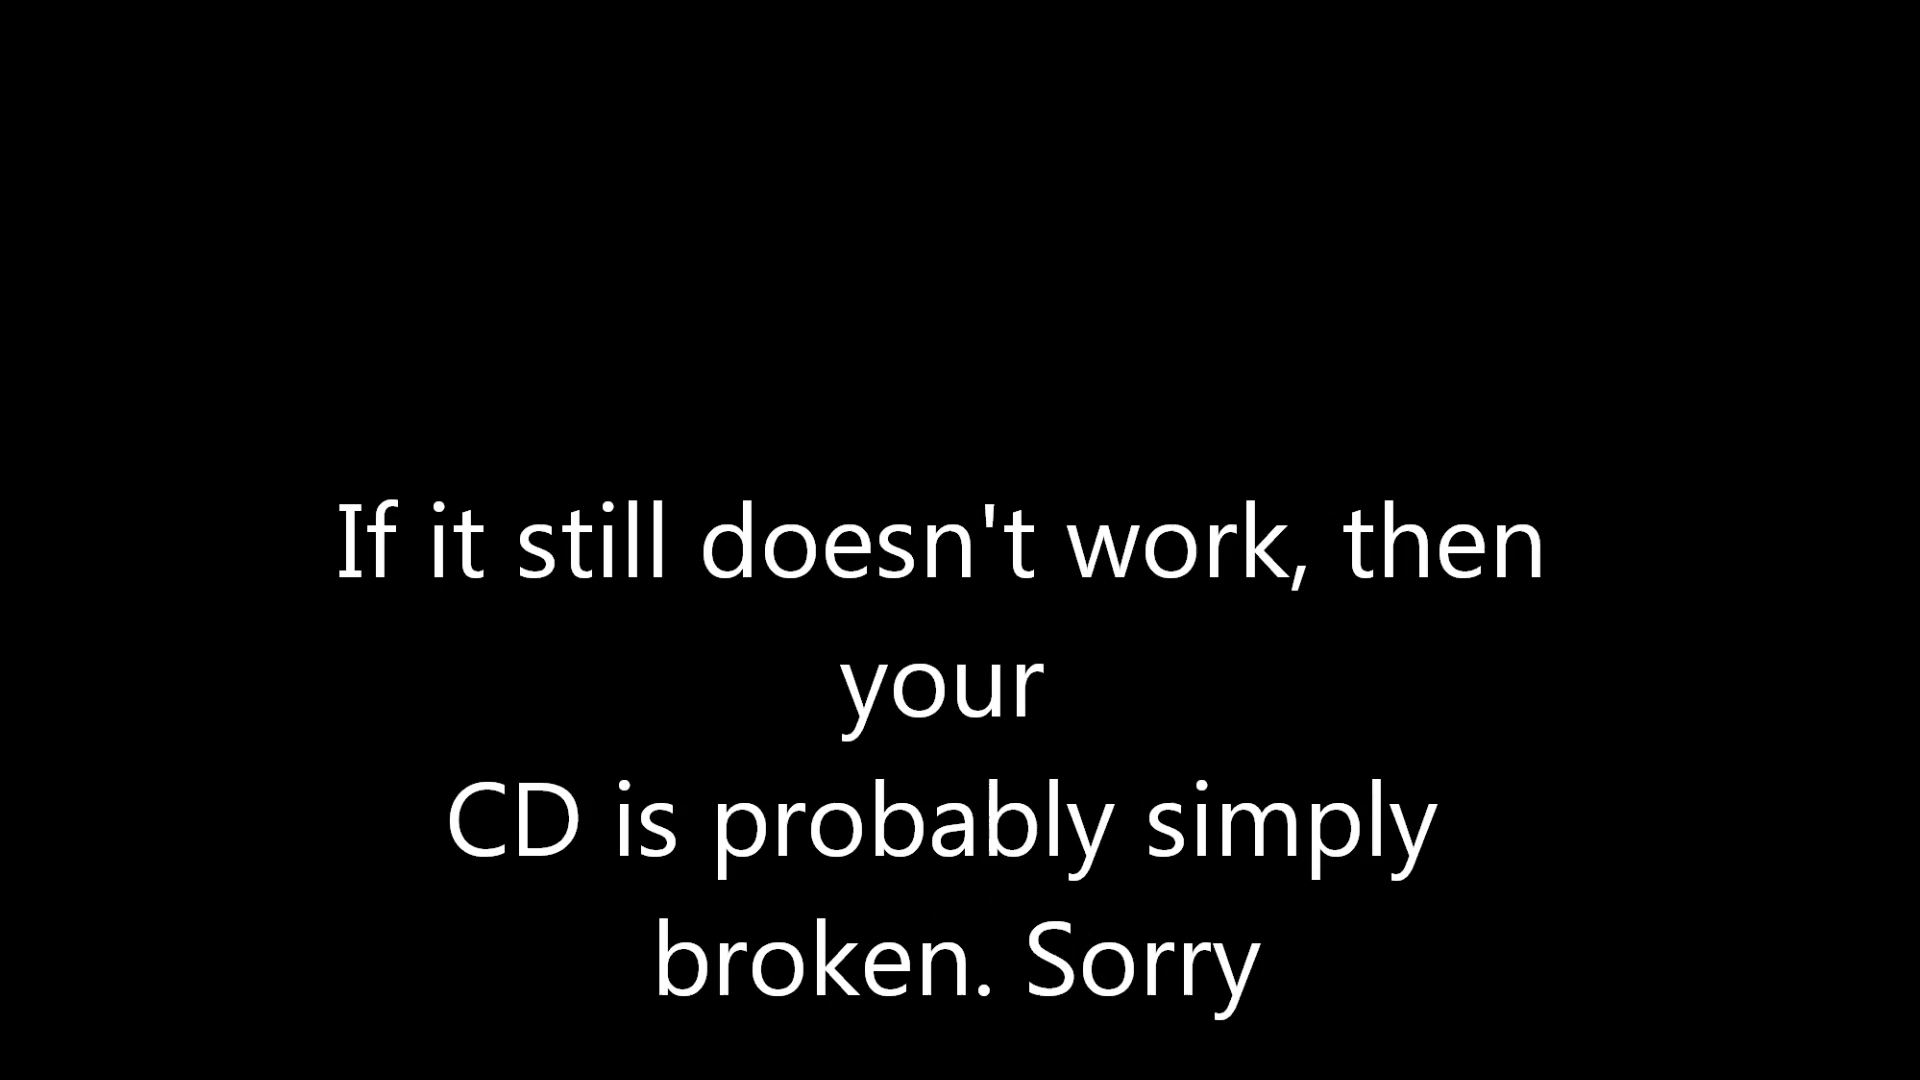 If it still doesn't work, then
your
CD is probably simply
broken. Sorry